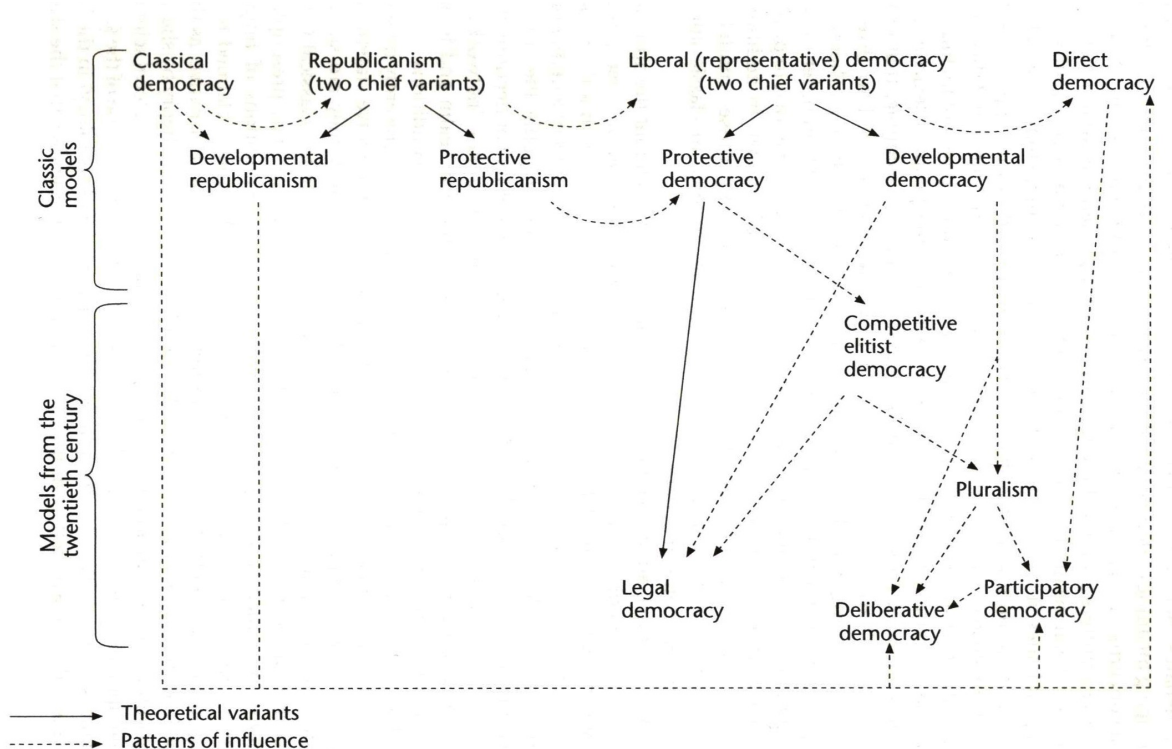 Classical
democracy
Republicanism
(two chief variants)
Liberal (representative) democracy
(two chief variants)
Direct
democracy
Developmental
republicanism
Protective
republicanism
Protective
democracy
Developmental
democracy
Classic
models
Competitive
elitist
democracy
Models from the
twentieth century
Pluralism
Legal
democracy
Deliberative
democracy
Participatory
democracy
Theoretical variants
Patterns of influence